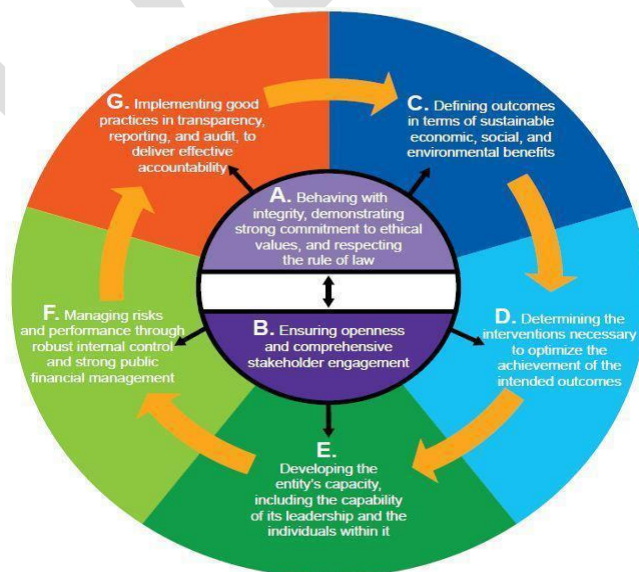 G. Implementing good
practices in transparency,
reporting, and audit, to
deliver effective
accountability
C. Defining outcomes
in terms of sustainable
economic, social, and
environmental benefits
A. Behaving with
integrity, demonstrating
strong commitment to ethical
values, and respecting
the rule of law
B. Ensuring openness
and comprehensive
stakeholder engagement
D. Determining the
interventions necessary
to optimize the
achievement of the
intended outcomes
E.
Developing the
entity's capacity,
including the capability
of its leadership and the
individuals within it
F. Managing risks
and performance through
robust internal control
and strong public
financial management